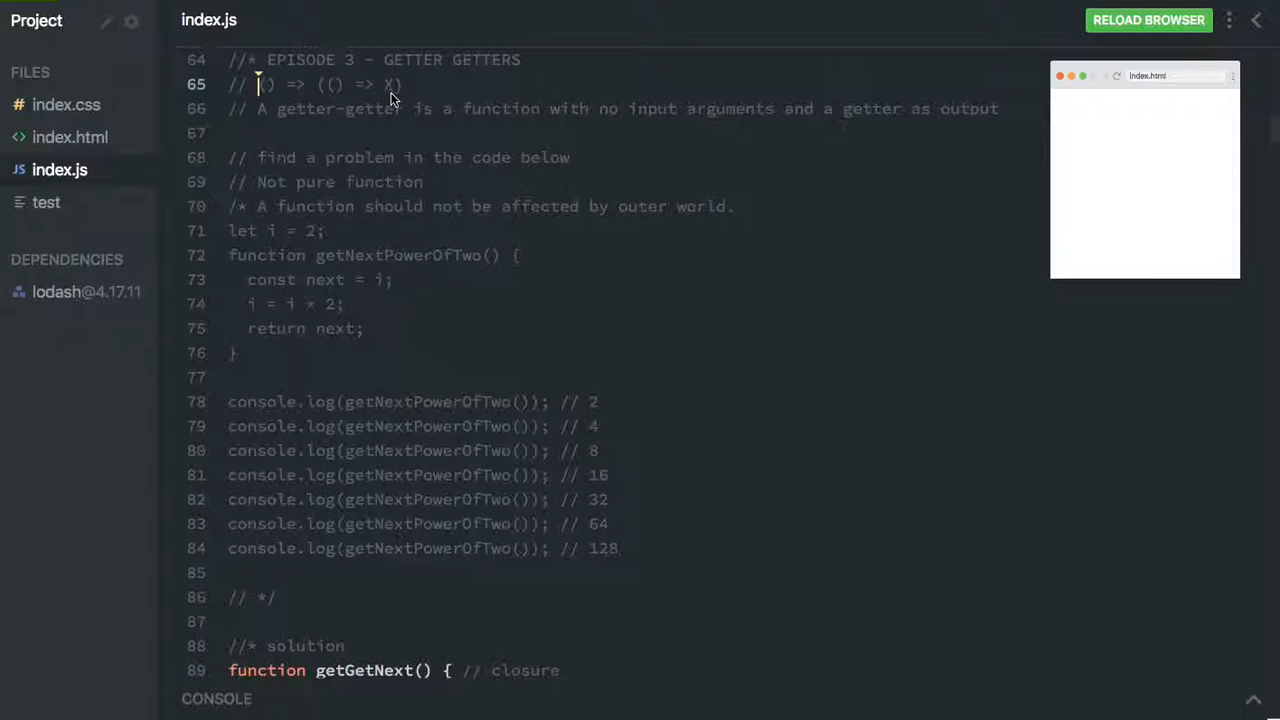 Project
index.js
RELOAD BROWSER
FILES
index.css
<> index.html
JS index.js
test
DEPENDENCIES
lodash@4.17.11
64 //* EPISODE 3 - GETTER GETTERS
65 // () => (() => X)
66 // A getter-getter is a function with no input arguments and a getter as output
67
68 // find a problem in the code below
69 // Not pure function
70 /* A function should not be affected by outer world.
71 let i = 2;
72 function getNextPowerOfTwo() {
73 const next = i;
74 i = i * 2;
75 return next;
76 }
77
78 console.log(getNextPowerOfTwo()); // 2
79 console.log(getNextPowerOfTwo()); // 4
80 console.log(getNextPowerOfTwo()); // 8
81 console.log(getNextPowerOfTwo()); // 16
82 console.log(getNextPowerOfTwo()); // 32
83 console.log(getNextPowerOfTwo()); // 64
84 console.log(getNextPowerOfTwo()); // 128
85
86 // */
87
88 //* solution
89 function getGetNext() { // closure
index.html
CONSOLE